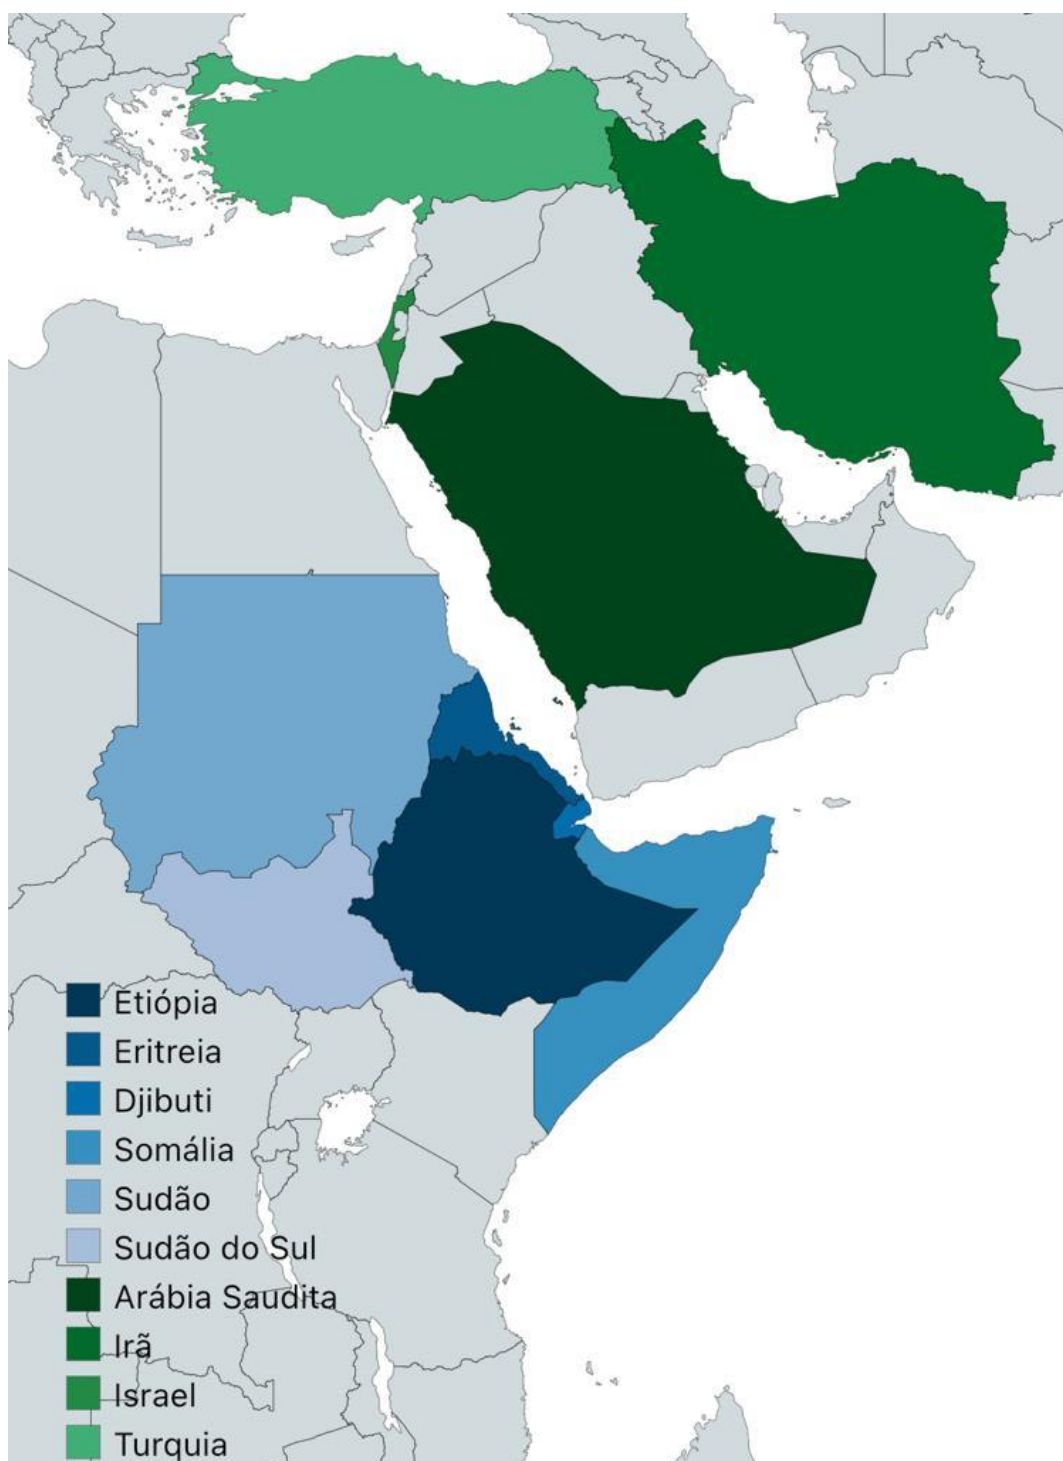 Etiópia
Eritreia
Djibuti
Somália
Sudão
Sudão do Sul
Arábia Saudita
Irã
Israel
Turquia